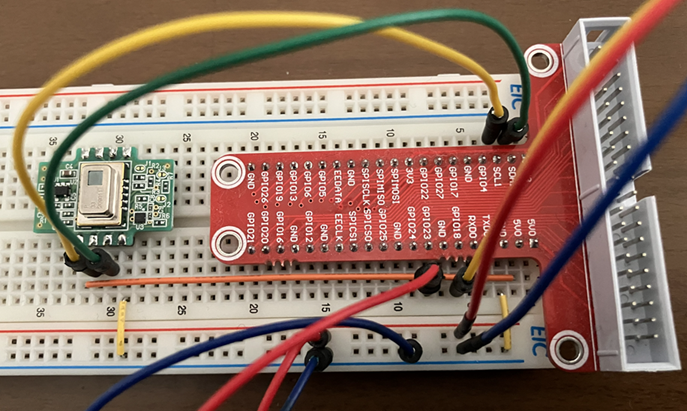 EIC
35
30
25
20
15
10
5
GND
GPIO26
GPIO19
GPIO13
GPIO6
GPIO5
EEDATA
GND
SPISCLK
SPIMISO
SPIMOSI
3V3
GPIO22
GPIO27
GPIO17
GND
GPIO4
SCL1
GPIO21
GPIO20
GPIO16
GND
GPIO12
GND
EECLK
SPICS1
SPICS0
GPIO25
GND
GPIO24
GPIO23
GND
GPIO18
RXD0
5V0
5V0
35
30
25
20
15
10
EIC